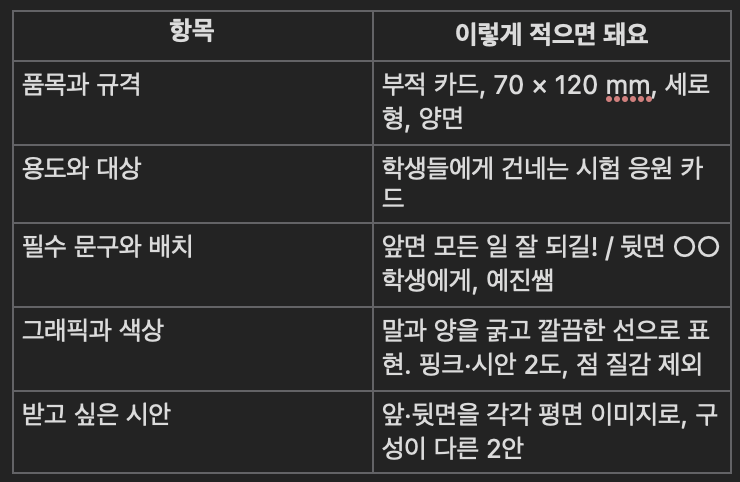 항목
이렇게 적으면 돼요
품목과 규격
부적 카드, 70 × 120 mm, 세로
형, 양면
용도와 대상
학생들에게 건네는 시험 응원 카
드
필수 문구와 배치
앞면 모든 일 잘 되길! / 뒷면 〇〇
학생에게, 예진쌤
그래픽과 색상
말과 양을 굵고 깔끔한 선으로 표
현. 핑크·시안 2도, 점 질감 제외
받고 싶은 시안
앞·뒷면을 각각 평면 이미지로, 구
성이 다른 2안